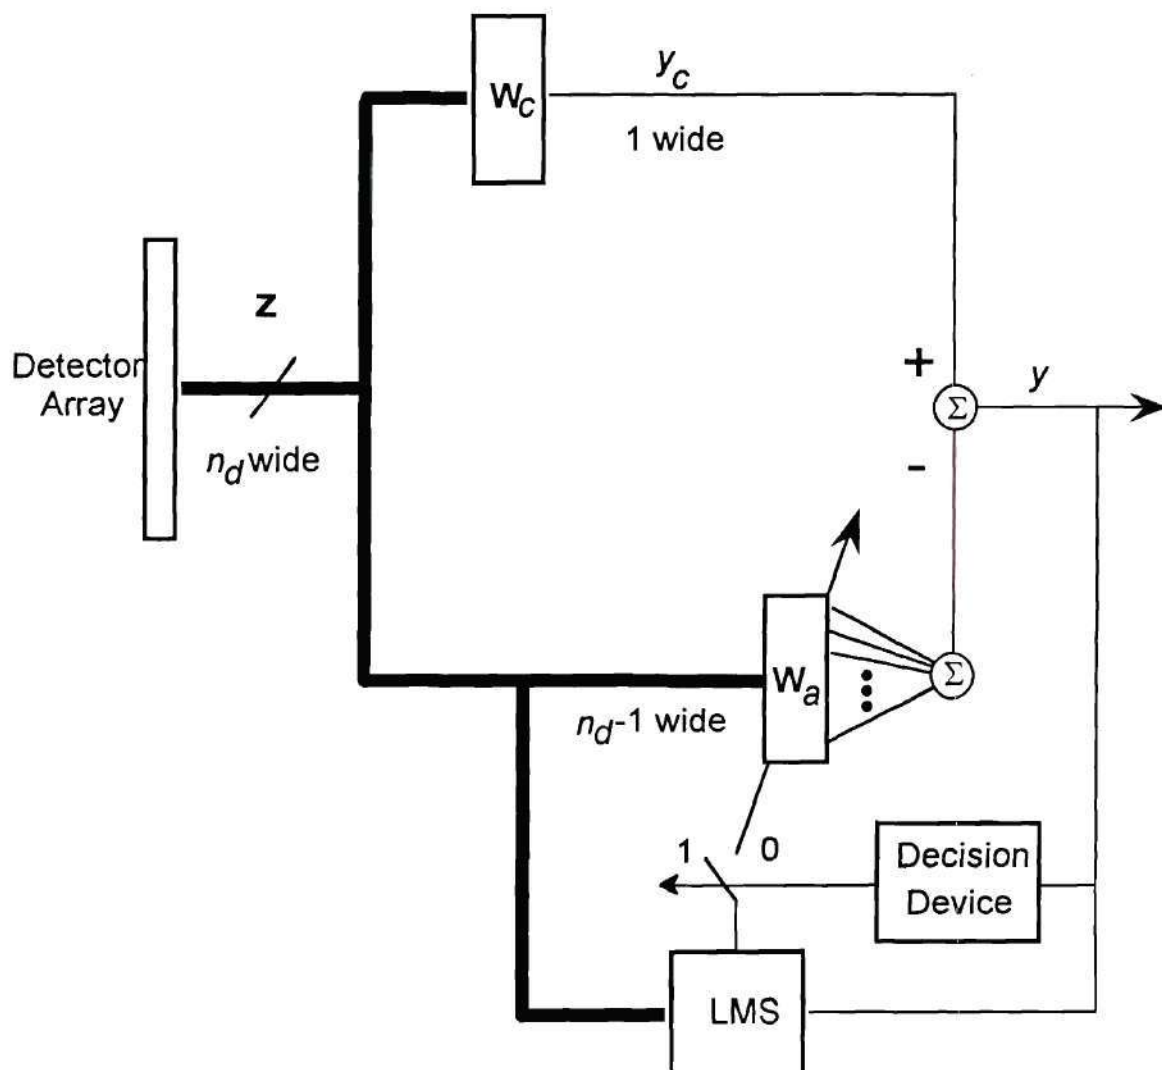 W_c
y_c
1 wide
z
Detector
Array
n_d wide
+
Σ
y
-
W_a
Σ
n_d-1 wide
1
0
Decision
Device
LMS